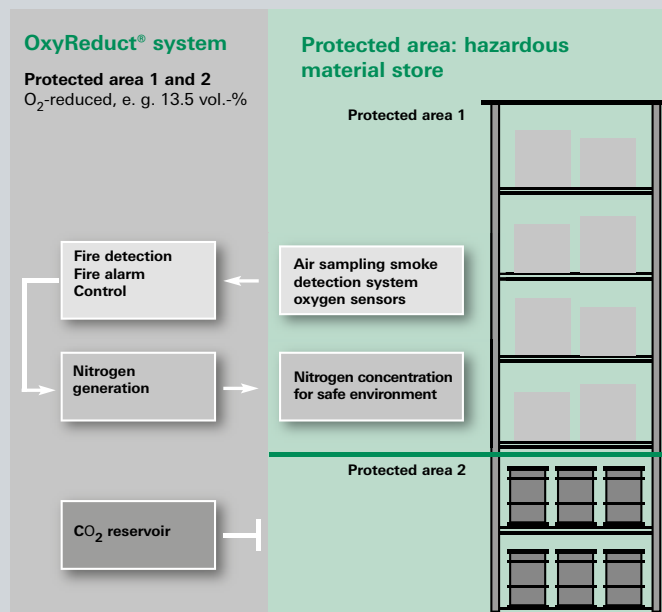 OxyReduct® system
Protected area 1 and 2
O₂-reduced, e. g. 13.5 vol.-%
Protected area: hazardous
material store
Protected area 1
Fire detection
Fire alarm
Control
Air sampling smoke
detection system
oxygen sensors
Nitrogen
generation
Nitrogen concentration
for safe environment
Protected area 2
CO₂ reservoir